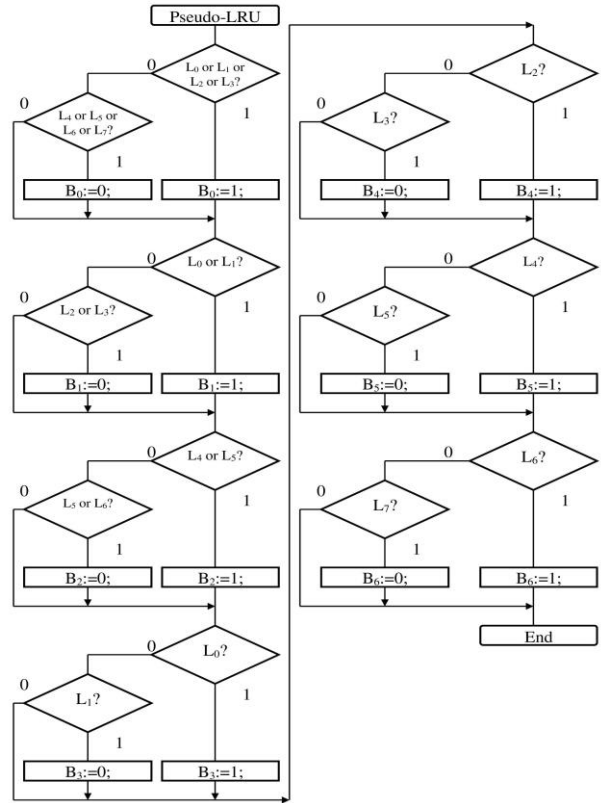 Pseudo-LRU
0
L₀ or L₁ or
L₂ or L₃?
1
0
L₄ or L₅ or
L₆ or L₇?
1
B₀:=0;
B₀:=1;
0
L₀ or L₁?
1
0
L₂ or L₃?
1
B₁:=0;
B₁:=1;
0
L₄ or L₅?
1
0
L₅ or L₆?
1
B₂:=0;
B₂:=1;
0
L₀?
1
0
L₁?
1
B₃:=0;
B₃:=1;
0
L₂?
1
0
L₃?
1
B₄:=0;
B₄:=1;
0
L₄?
1
0
L₅?
1
B₅:=0;
B₅:=1;
0
L₆?
1
0
L₇?
1
B₆:=0;
B₆:=1;
End